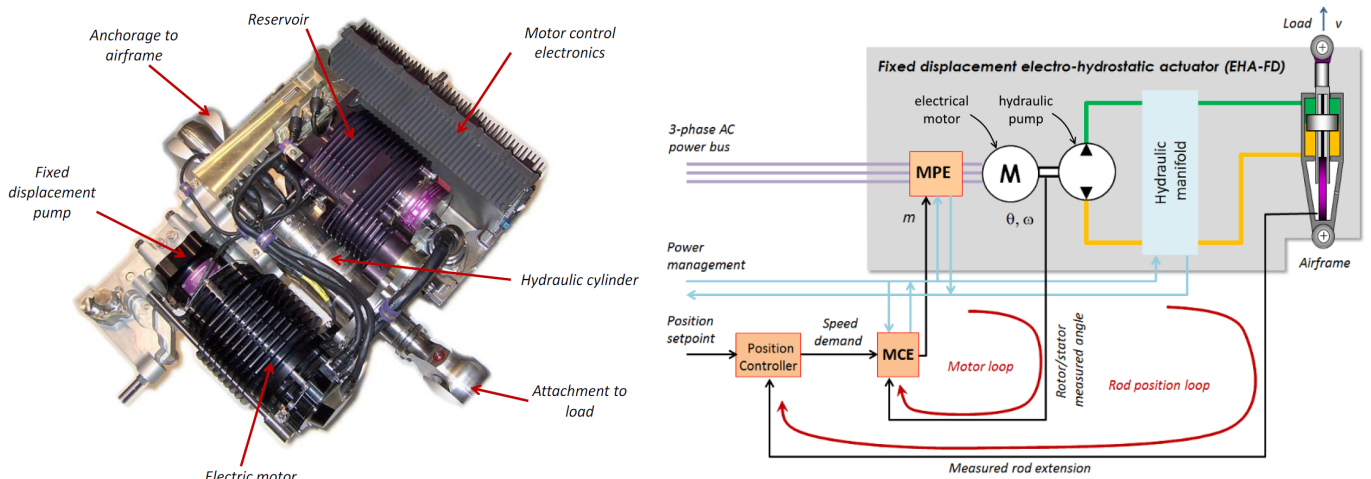 Reservoir
Anchorage to
airframe
Motor control
electronics
Fixed
displacement
pump
Hydraulic cylinder
Attachment to
load
Electric motor
Load
v
Fixed displacement electro-hydrostatic actuator (EHA-FD)
electrical
motor
hydraulic
pump
3-phase AC
power bus
MPE
M
Hydraulic
manifold
m
θ, ω
Power
management
Airframe
Position
setpoint
Speed
demand
Position
Controller
MCE
Motor loop
Rotor/stator
measured angle
Rod position loop
Measured rod extension